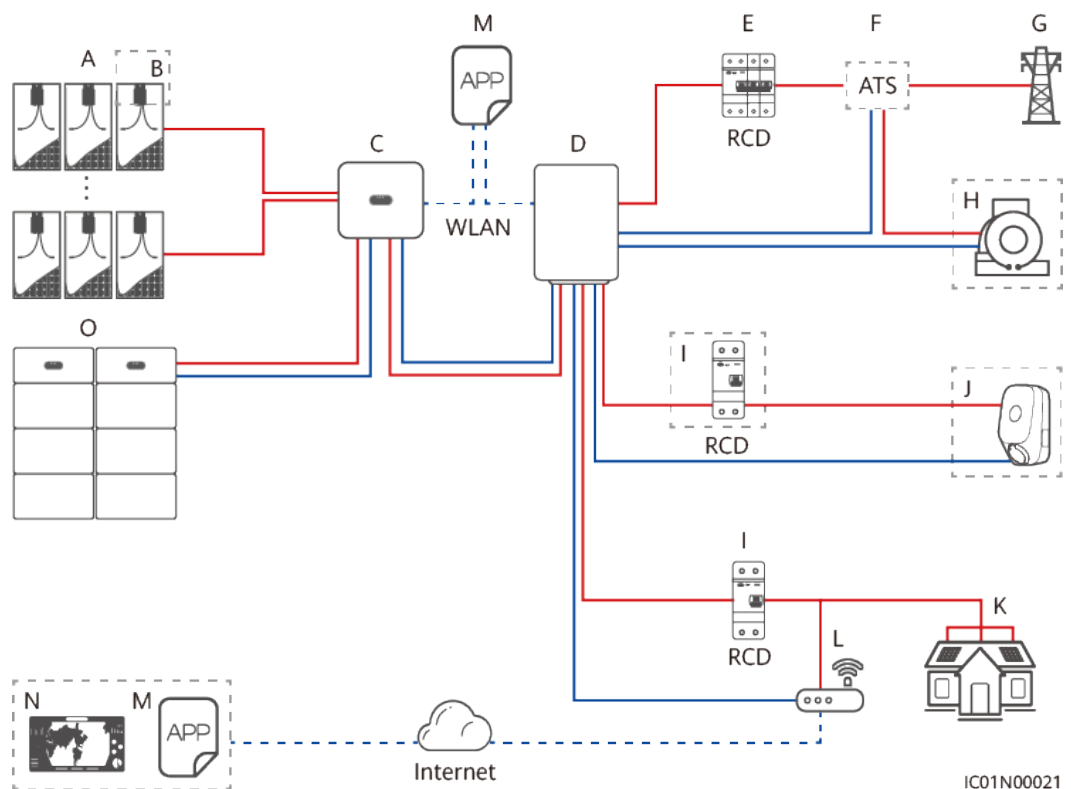 A
B
M
E
F
G
APP
ATS
RCD
C
D
WLAN
H
O
I
J
RCD
I
K
RCD
L
N
M
APP
Internet
IC01N00021